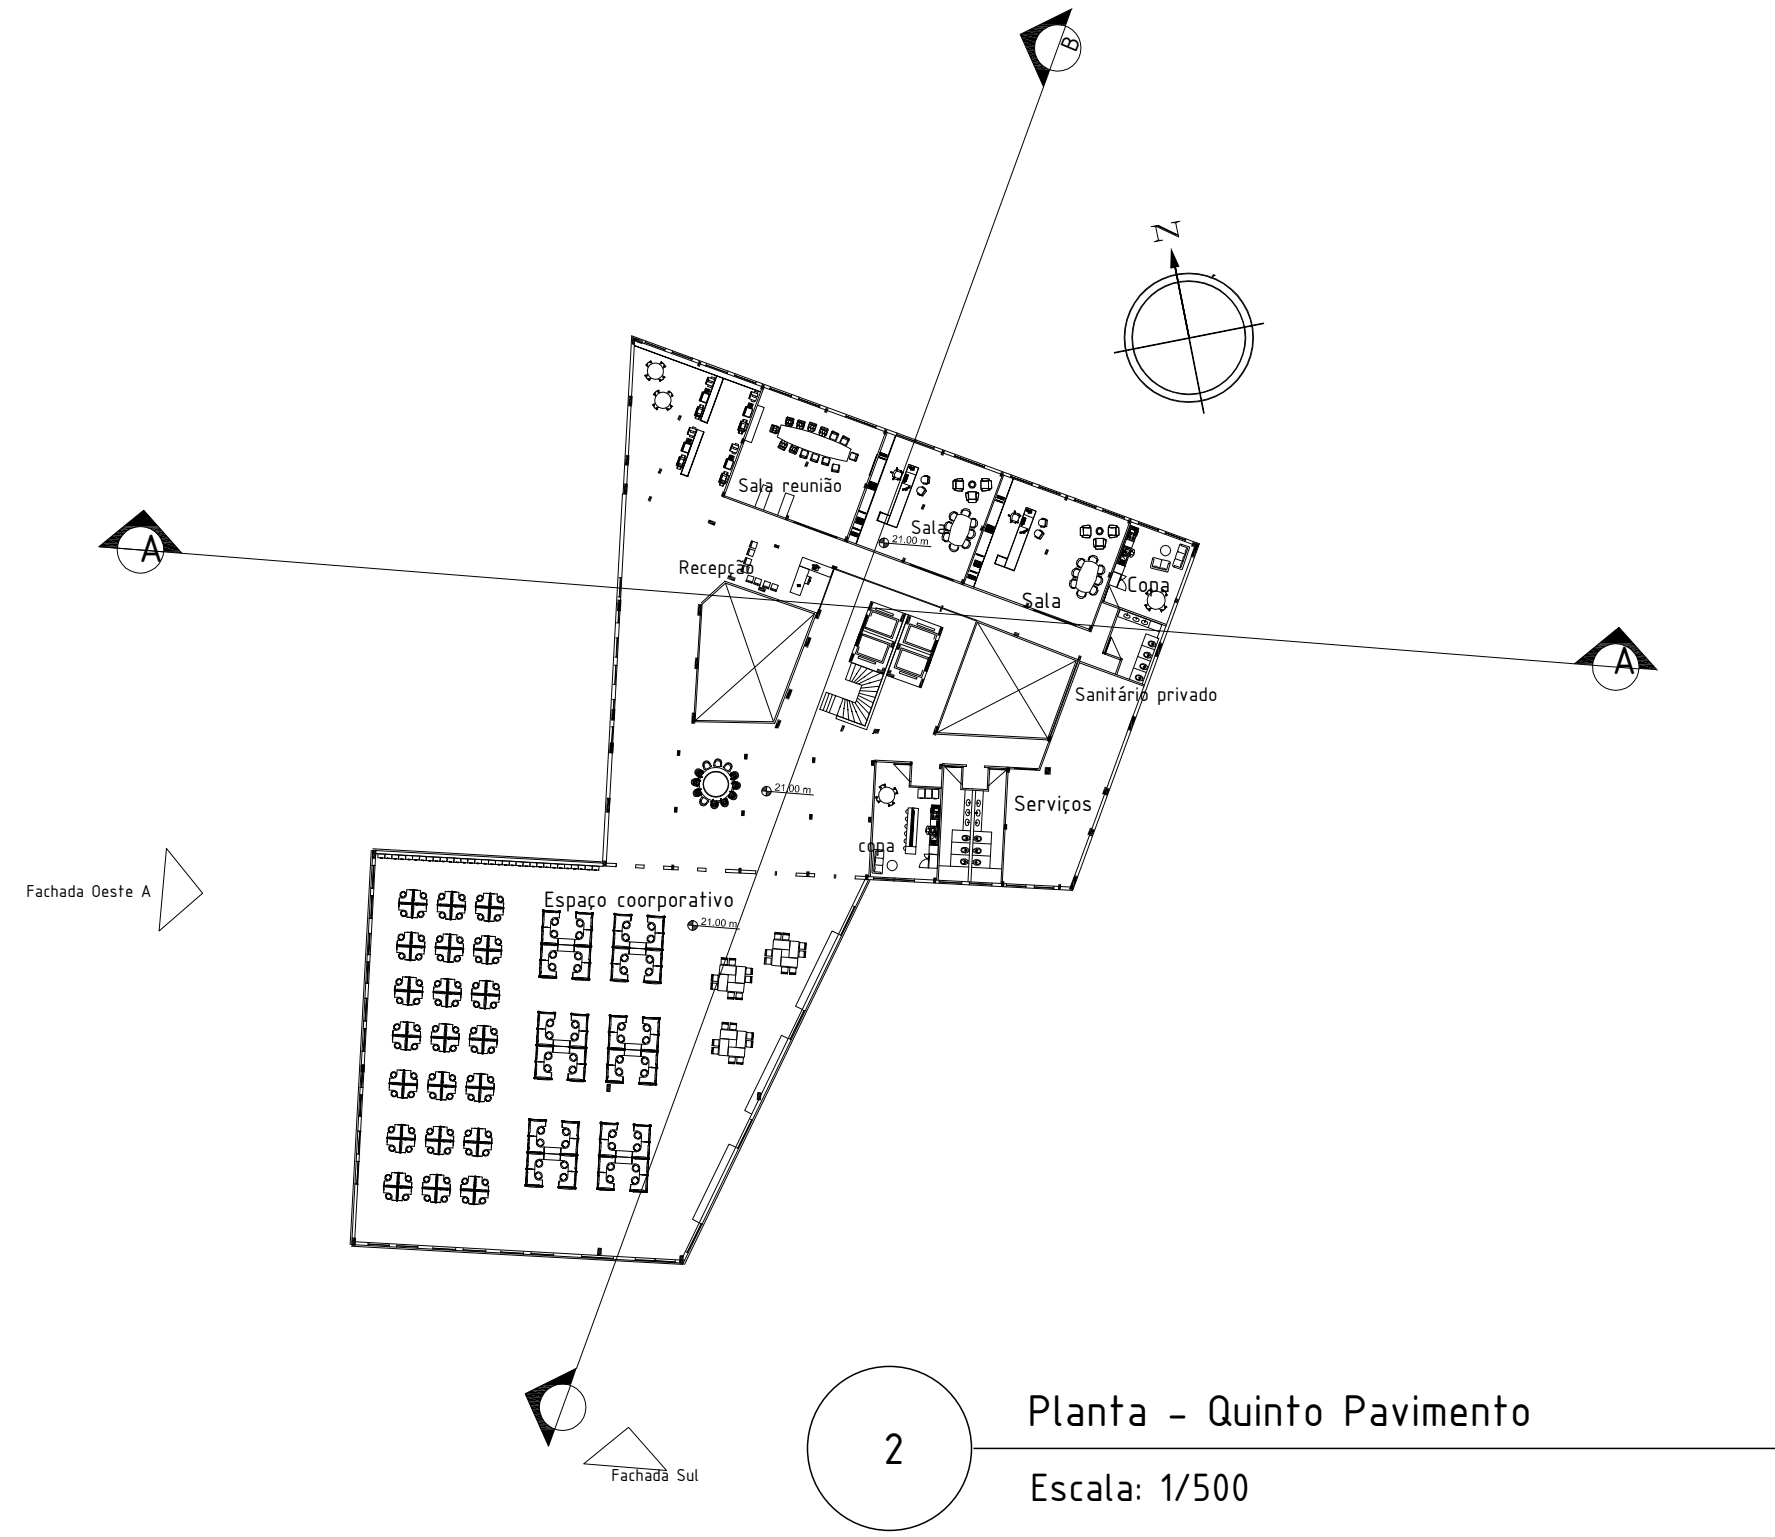 B
N
Sala reunião
Sala
21.00 m
A
Recepção
Copa
Sala
A
Sanitário privado
21.00 m
Serviços
copa
Fachada Oeste A
Espaço coorporativo
21.00 m
Planta - Quinto Pavimento
2
Fachada Sul
Escala: 1/500